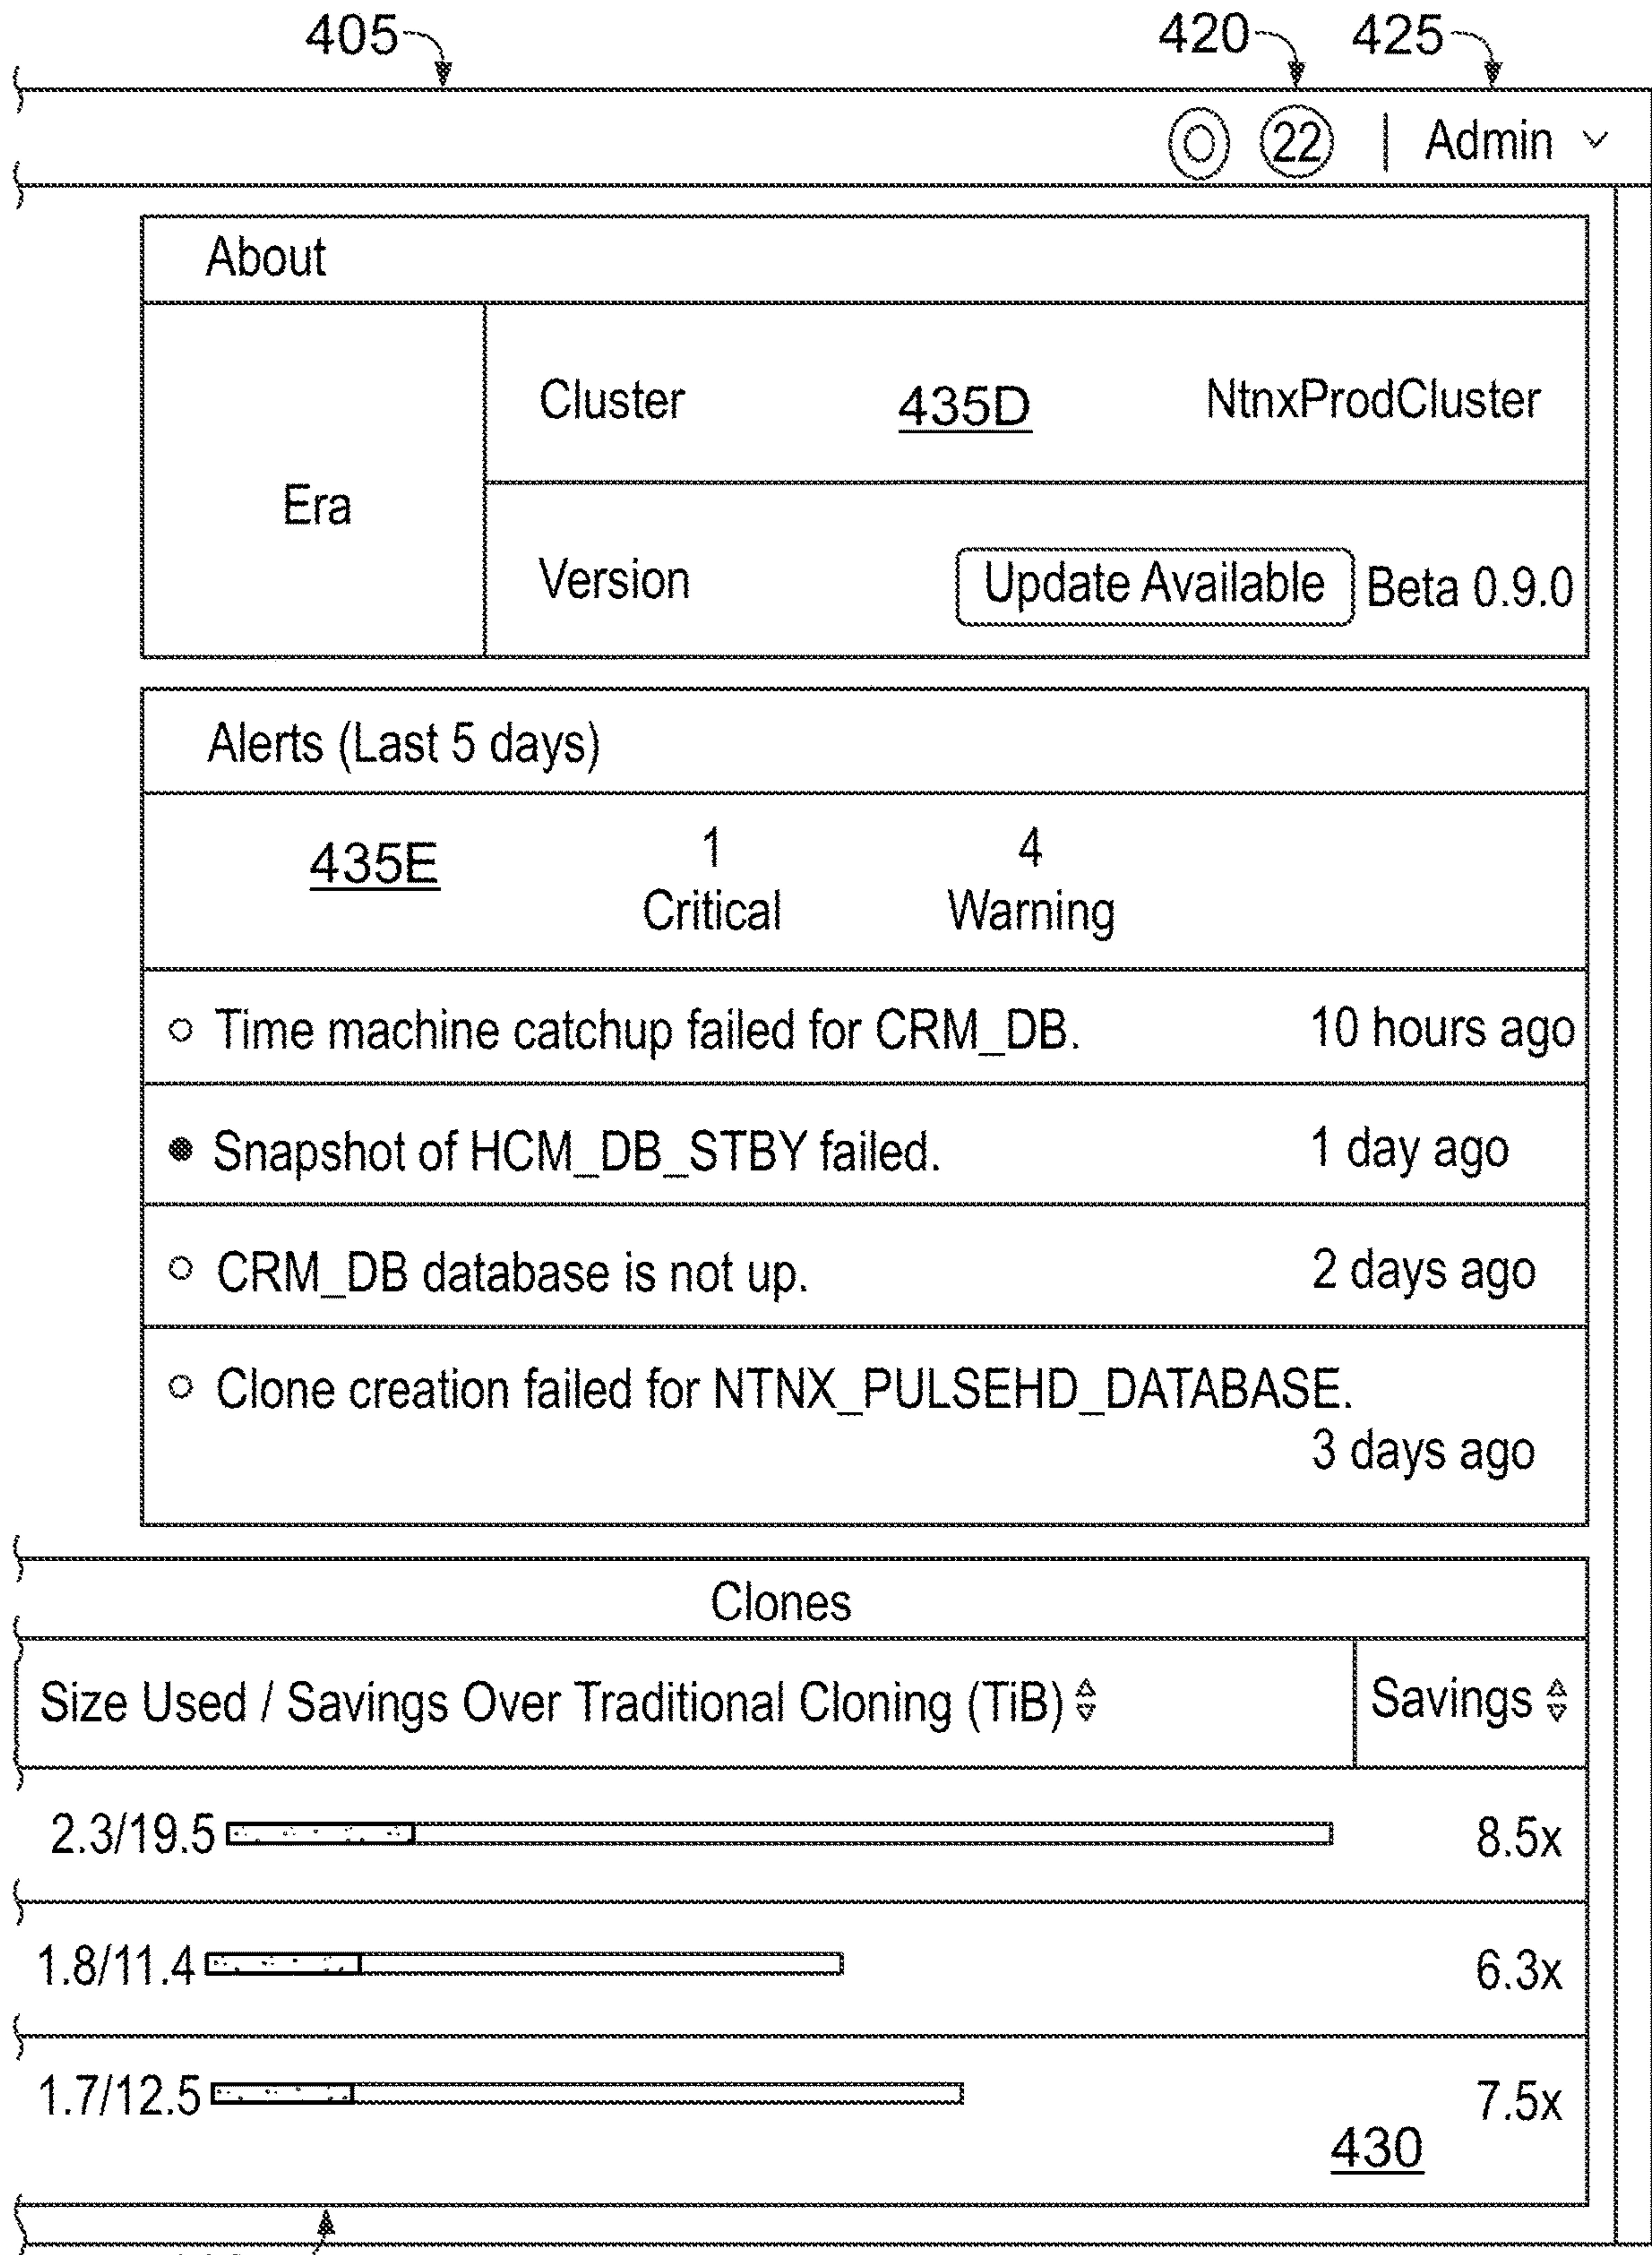 405 420 425
22 | Admin
About
Era
Cluster 435D NtnxProdCluster
Version Update Available Beta 0.9.0
Alerts (Last 5 days)
435E 1 4
Critical Warning
Time machine catchup failed for CRM_DB. 10 hours ago
Snapshot of HCM_DB_STBY failed. 1 day ago
CRM_DB database is not up. 2 days ago
Clone creation failed for NTNX_PULSEHD_DATABASE.
3 days ago
Clones
Size Used / Savings Over Traditional Cloning (TiB) Savings
2.3/19.5 8.5x
1.8/11.4 6.3x
1.7/12.5 7.5x
430